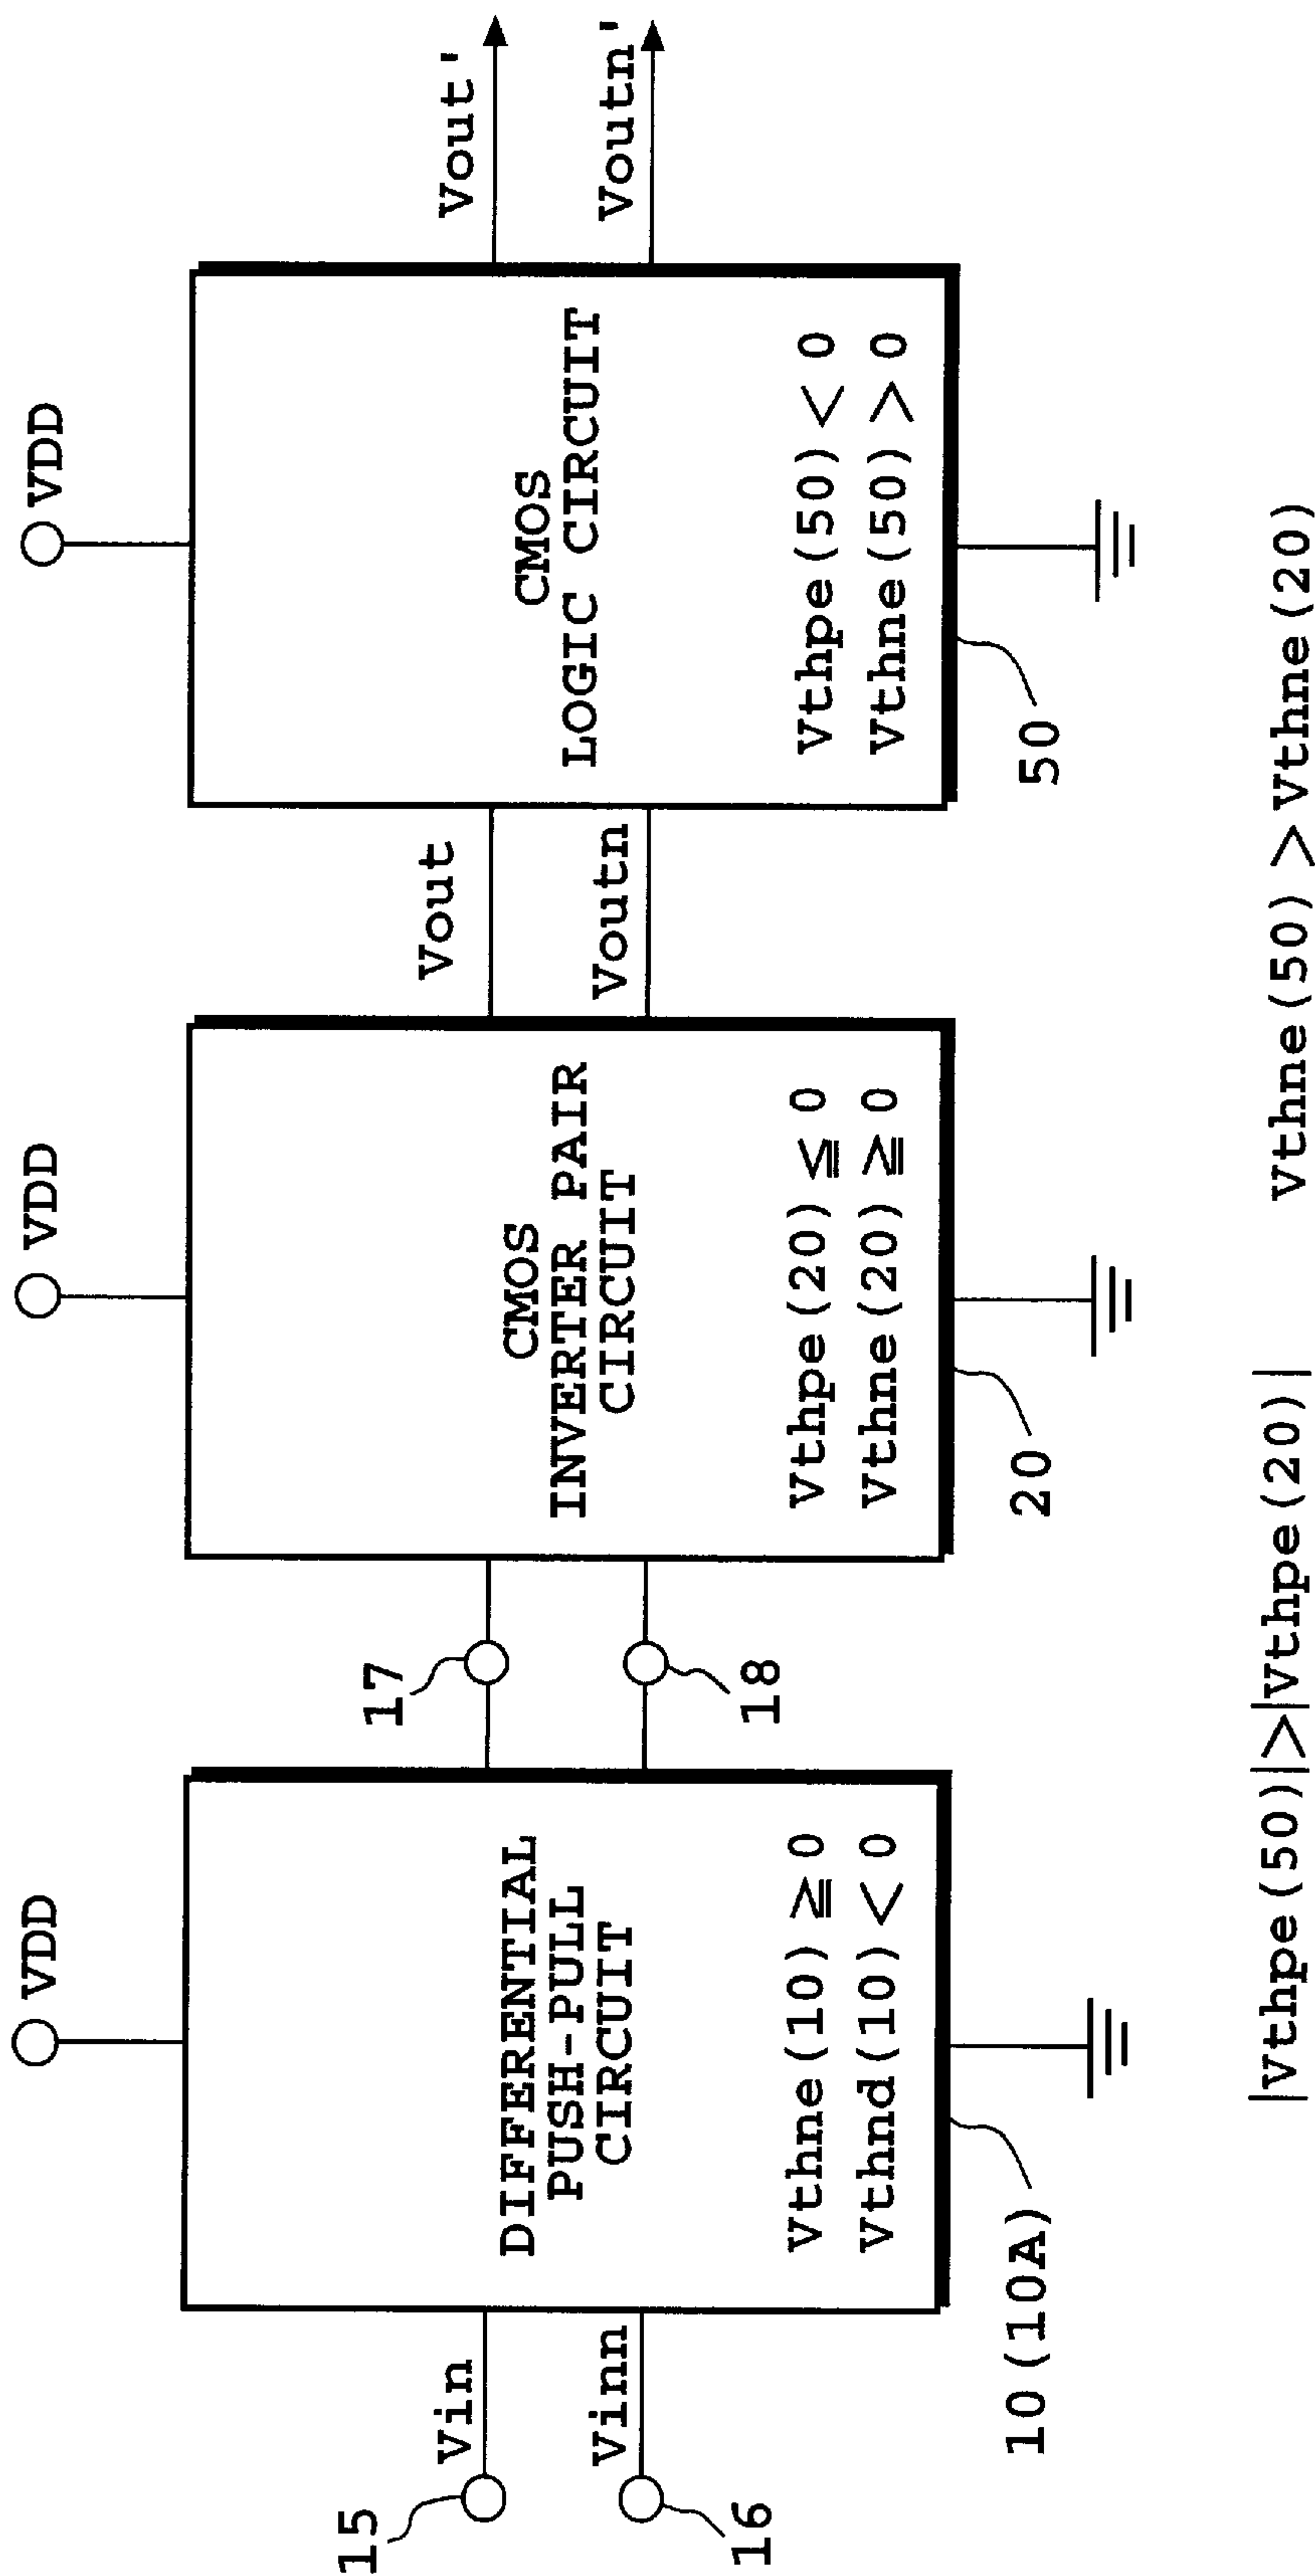 VDD
VDD
VDD
15
Vin
Vinn
16
DIFFERENTIAL
PUSH-PULL
CIRCUIT
Vthne(10) ≧ 0
Vthnd(10) < 0
10(10A)
17
18
CMOS
INVERTER PAIR
CIRCUIT
Vthpe(20) ≦ 0
Vthne(20) ≧ 0
20
Vout
Voutn
CMOS
LOGIC CIRCUIT
Vthpe(50) < 0
Vthne(50) > 0
50
Vout'
Voutn'
|Vthpe(50)|>|Vthpe(20)|
Vthne(50) > Vthne(20)